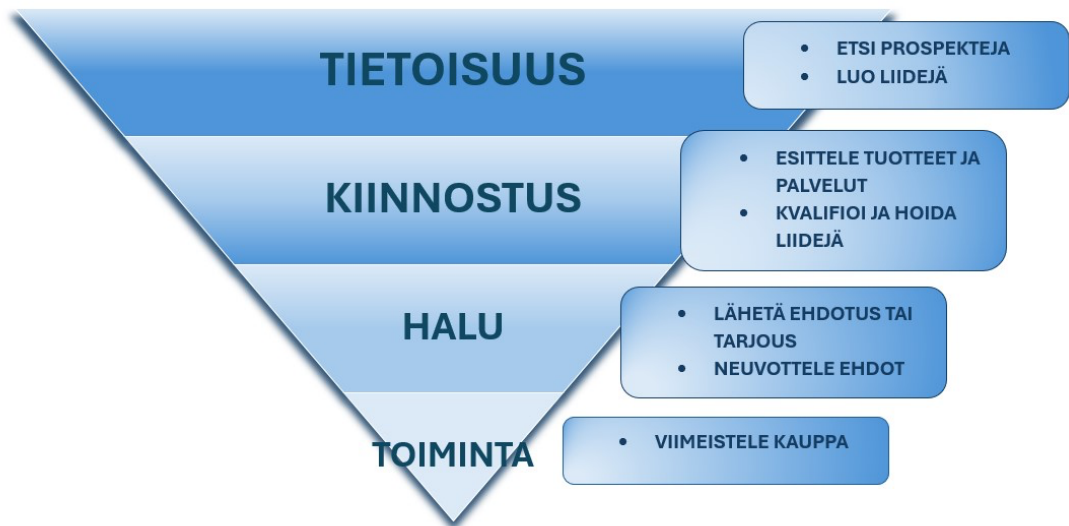 TIETOISUUS
• ETSI PROSPEKTEJA
• LUO LIIDEJÄ
KIINNOSTUS
• ESITTELE TUOTTEET JA
PALVELUT
• KVALIFIOI JA HOIDA
LIIDEJÄ
HALU
• LÄHETÄ EHDOTUS TAI
TARJOUS
• NEUVOTTELE EHDOT
TOIMINTA
• VIIMEISTELE KAUPPA